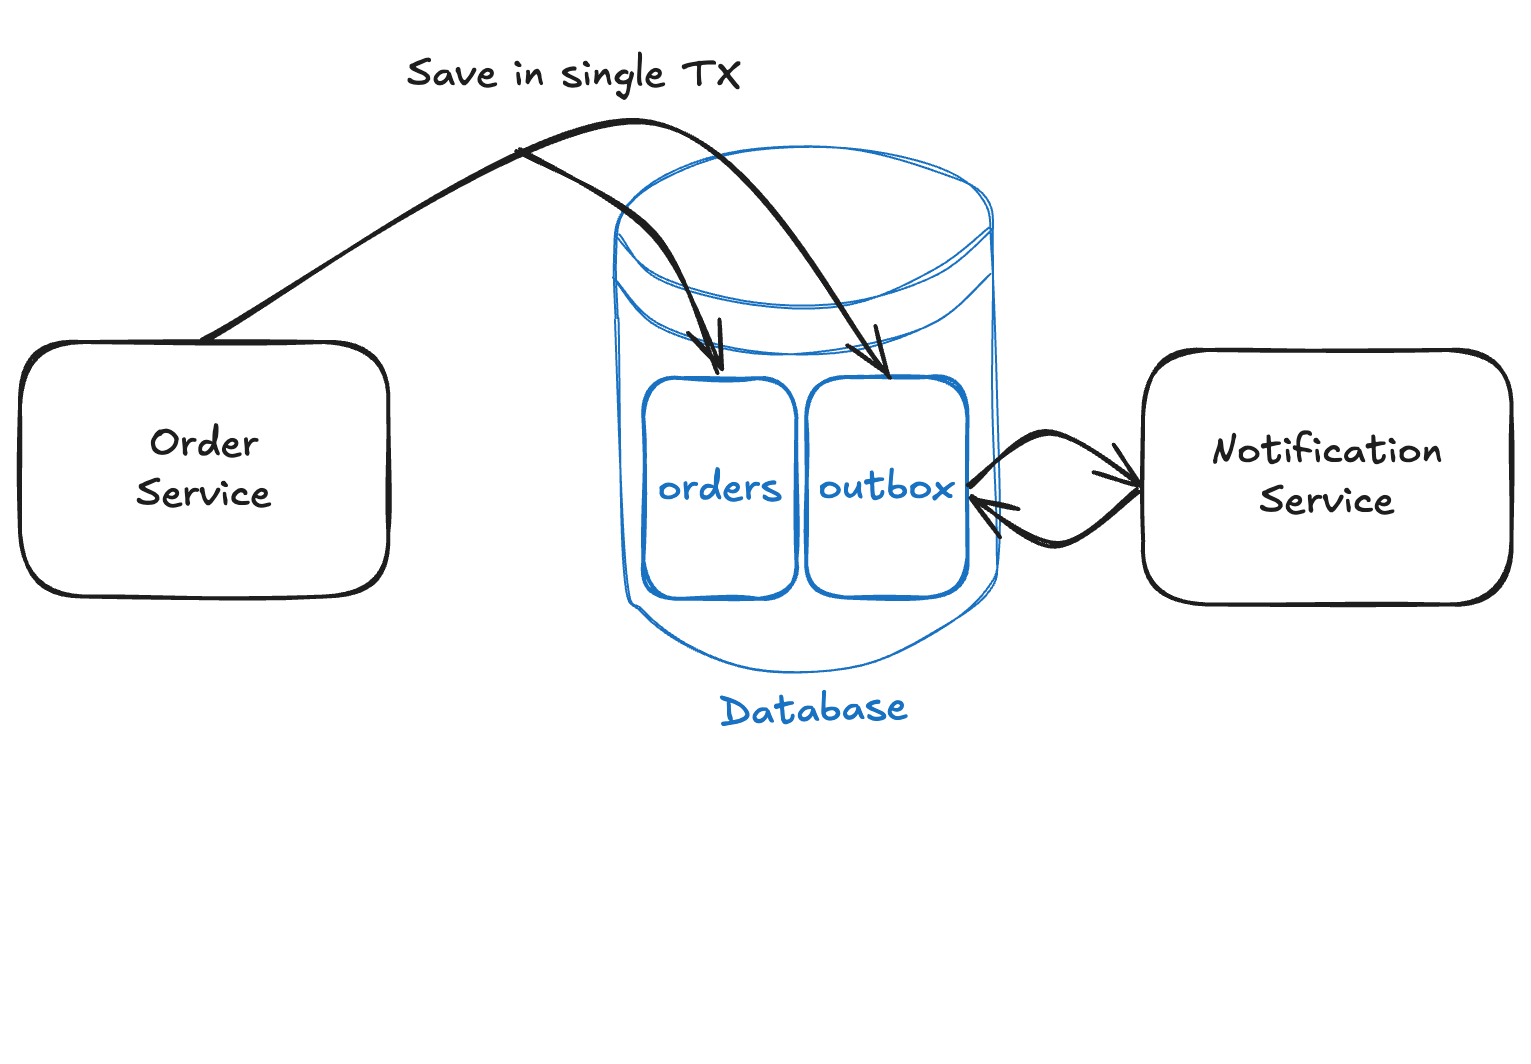 Save in single TX
Order
Service
orders
outbox
Notification
Service
Database